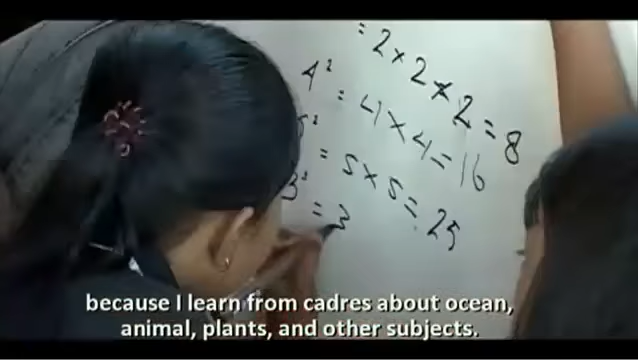 = 2 × 2 × 2 = 8
4² = 4 × 4 = 16
5² = 5 × 5 = 25
3² = 3
because I learn from cadres about ocean,
animal, plants, and other subjects.